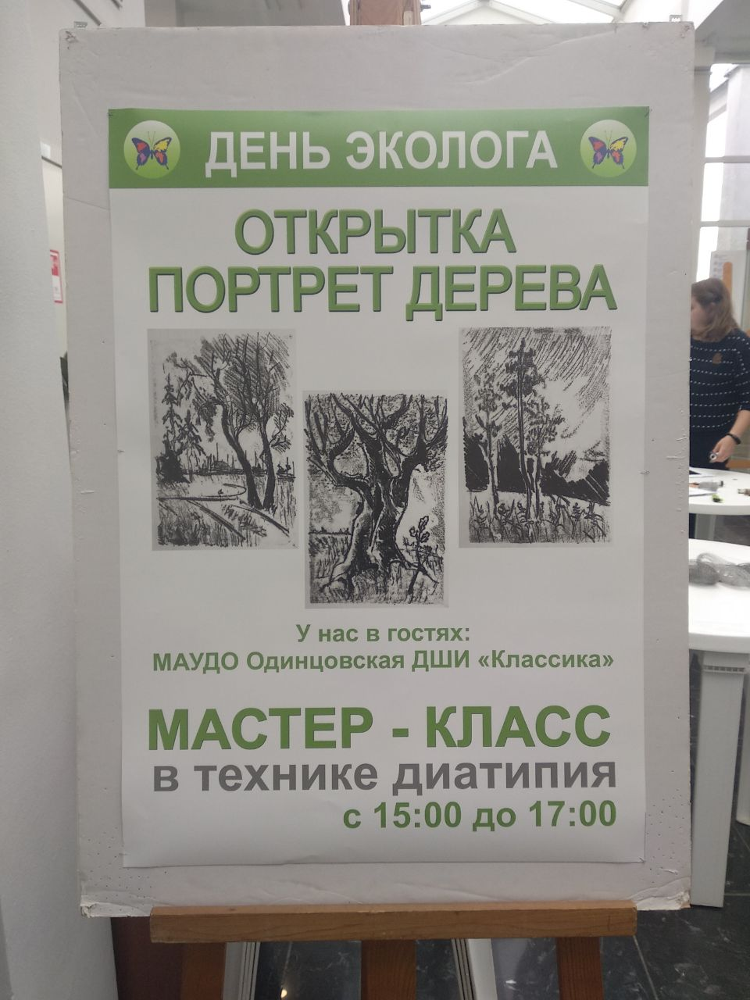 ДЕНЬ ЭКОЛОГА
ОТКРЫТКА
ПОРТРЕТ ДЕРЕВА
У нас в гостях:
МАУДО Одинцовская ДШИ «Классика»
МАСТЕР - КЛАСС
в технике диатипия
с 15:00 до 17:00